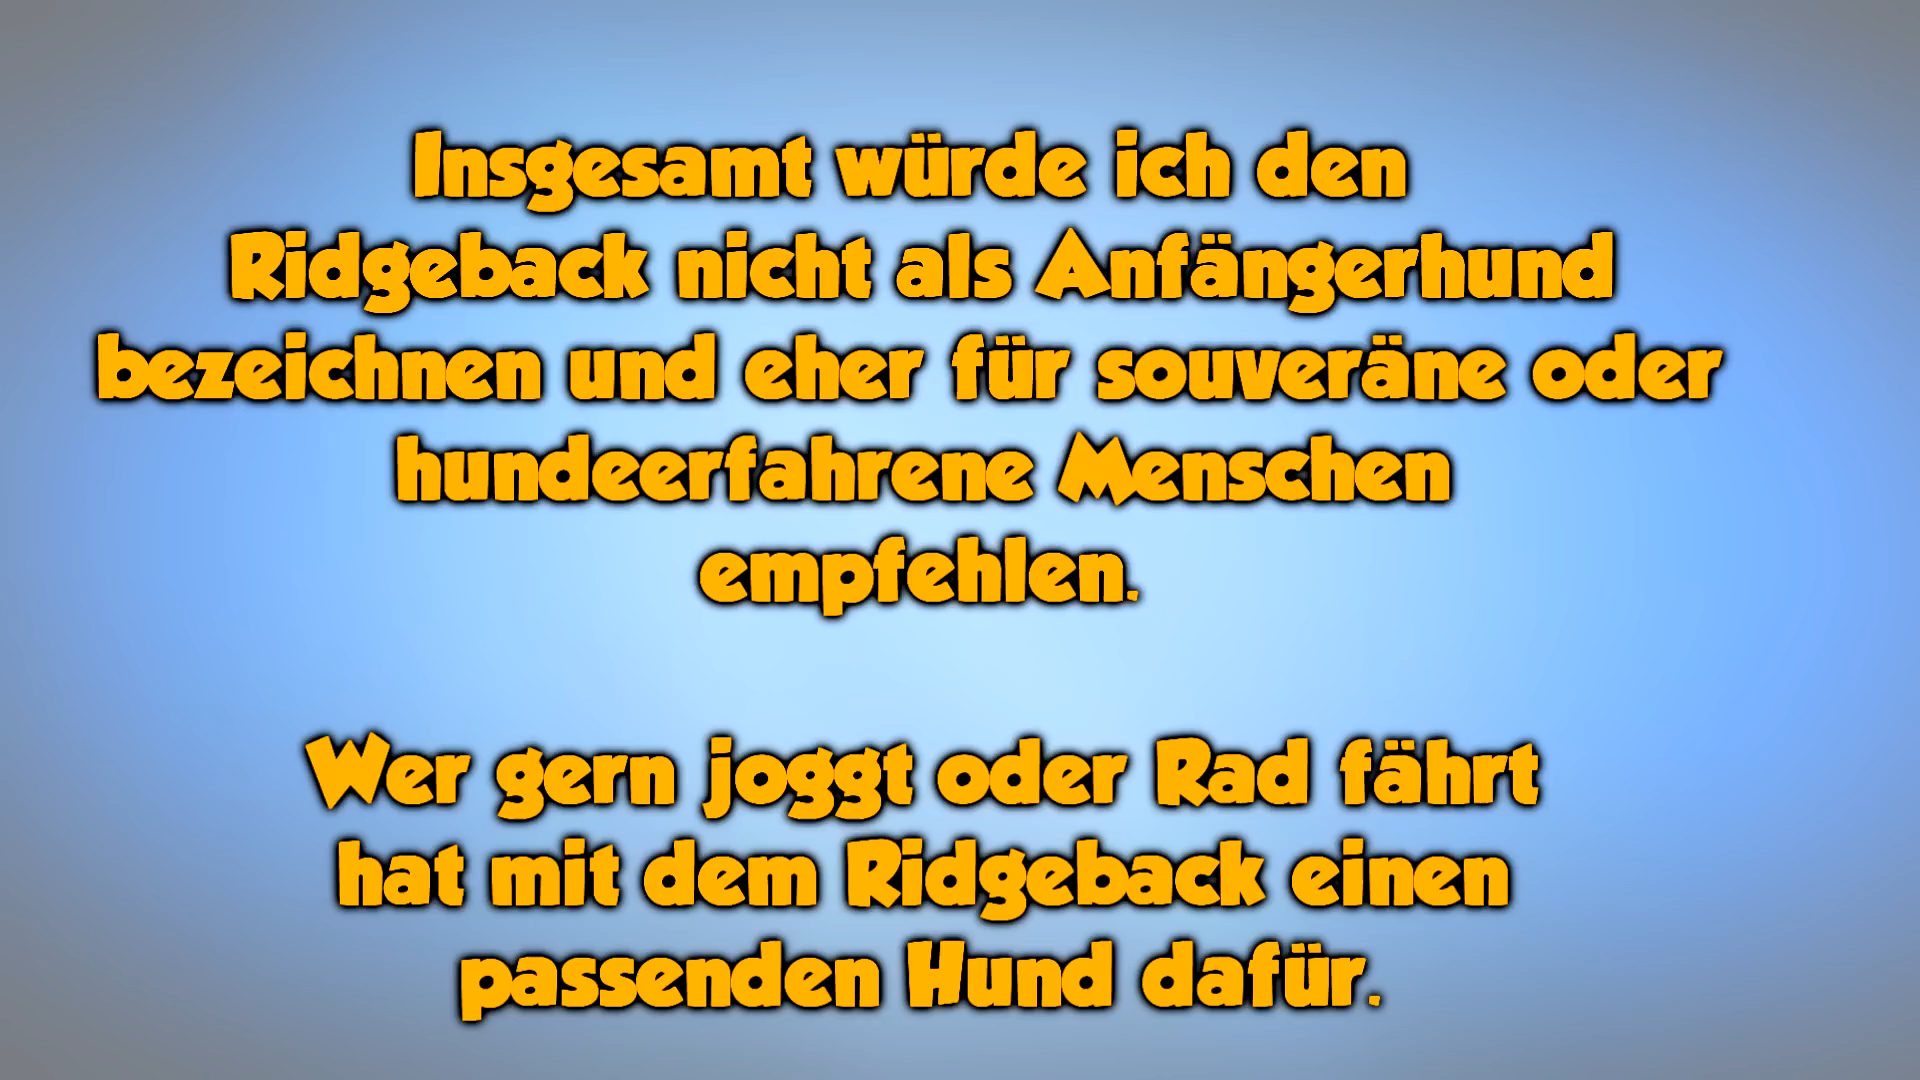 Insgesamt würde ich den
Ridgeback nicht als Anfängerhund
bezeichnen und eher für souveräne oder
hundeerfahrene Menschen
empfehlen.
Wer gern joggt oder Rad fährt
hat mit dem Ridgeback einen
passenden Hund dafür.